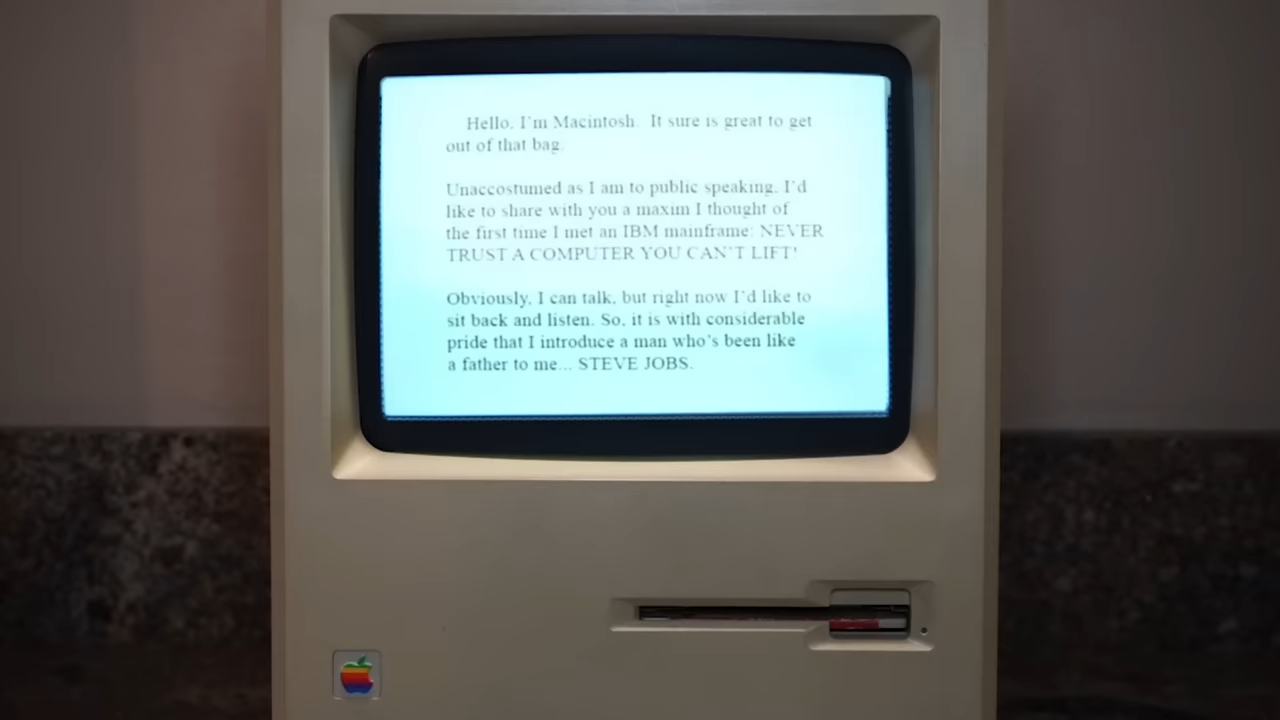 Hello, I'm Macintosh. It sure is great to get
out of that bag.
Unaccostumed as I am to public speaking, I'd
like to share with you a maxim I thought of
the first time I met an IBM mainframe: NEVER
TRUST A COMPUTER YOU CAN'T LIFT!
Obviously, I can talk, but right now I'd like to
sit back and listen. So, it is with considerable
pride that I introduce a man who's been like
a father to me... STEVE JOBS.